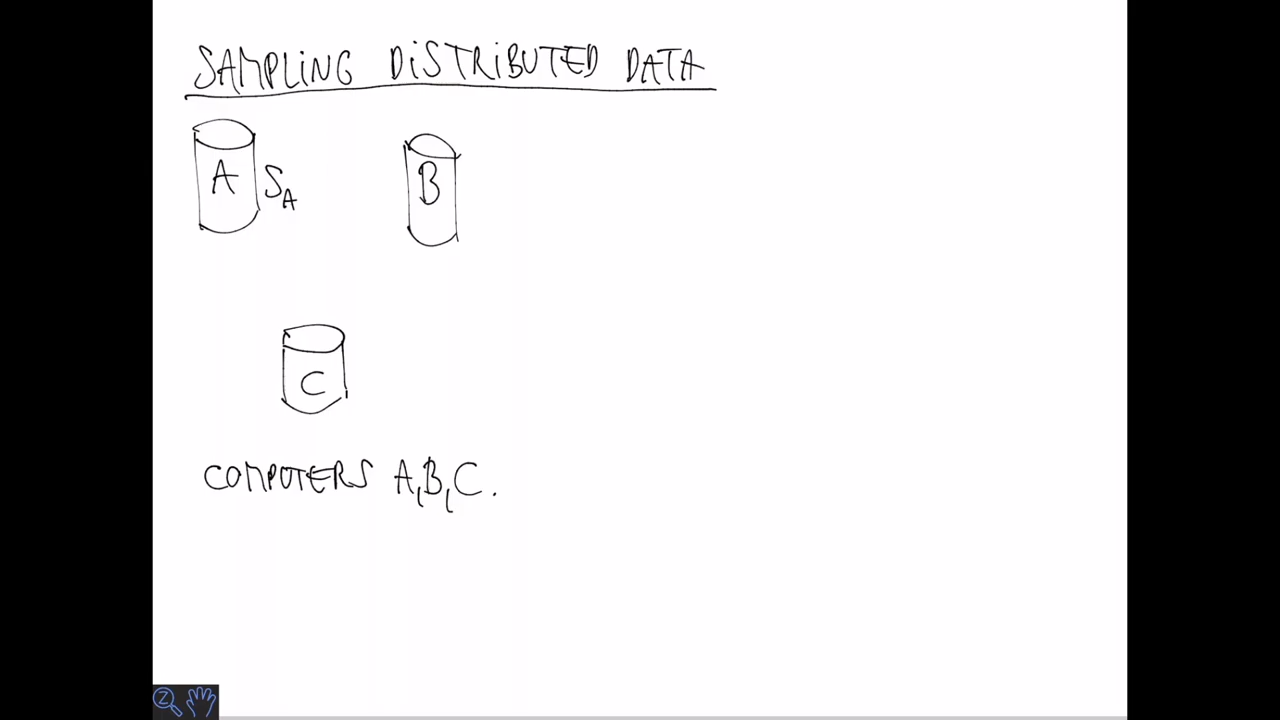 SAMPLING DISTRIBUTED DATA
A S_A B
C
COMPUTERS A, B, C.
Z